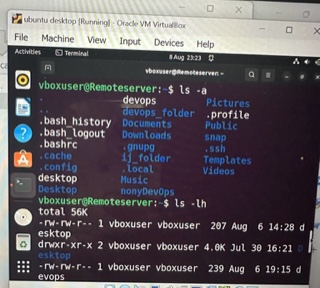 ubuntu desktop [Running] - Oracle VM VirtualBox
File Machine View Input Devices Help
Activities Terminal 8 Aug 23:23
vboxuser@Remoteserver: ~
vboxuser@Remoteserver:~$ ls -a
. devops Pictures
.. devops_folder .profile
.bash_history Documents Public
.bash_logout Downloads snap
.bashrc .gnupg .ssh
.cache ij_folder Templates
.config .local Videos
desktop Music
Desktop nonyDevOps
vboxuser@Remoteserver:~$ ls -lh
total 56K
-rw-rw-r-- 1 vboxuser vboxuser 207 Aug 6 14:28 d
esktop
drwxr-xr-x 2 vboxuser vboxuser 4.0K Jul 30 16:21 D
esktop
-rw-rw-r-- 1 vboxuser vboxuser 239 Aug 6 19:15 d
evops